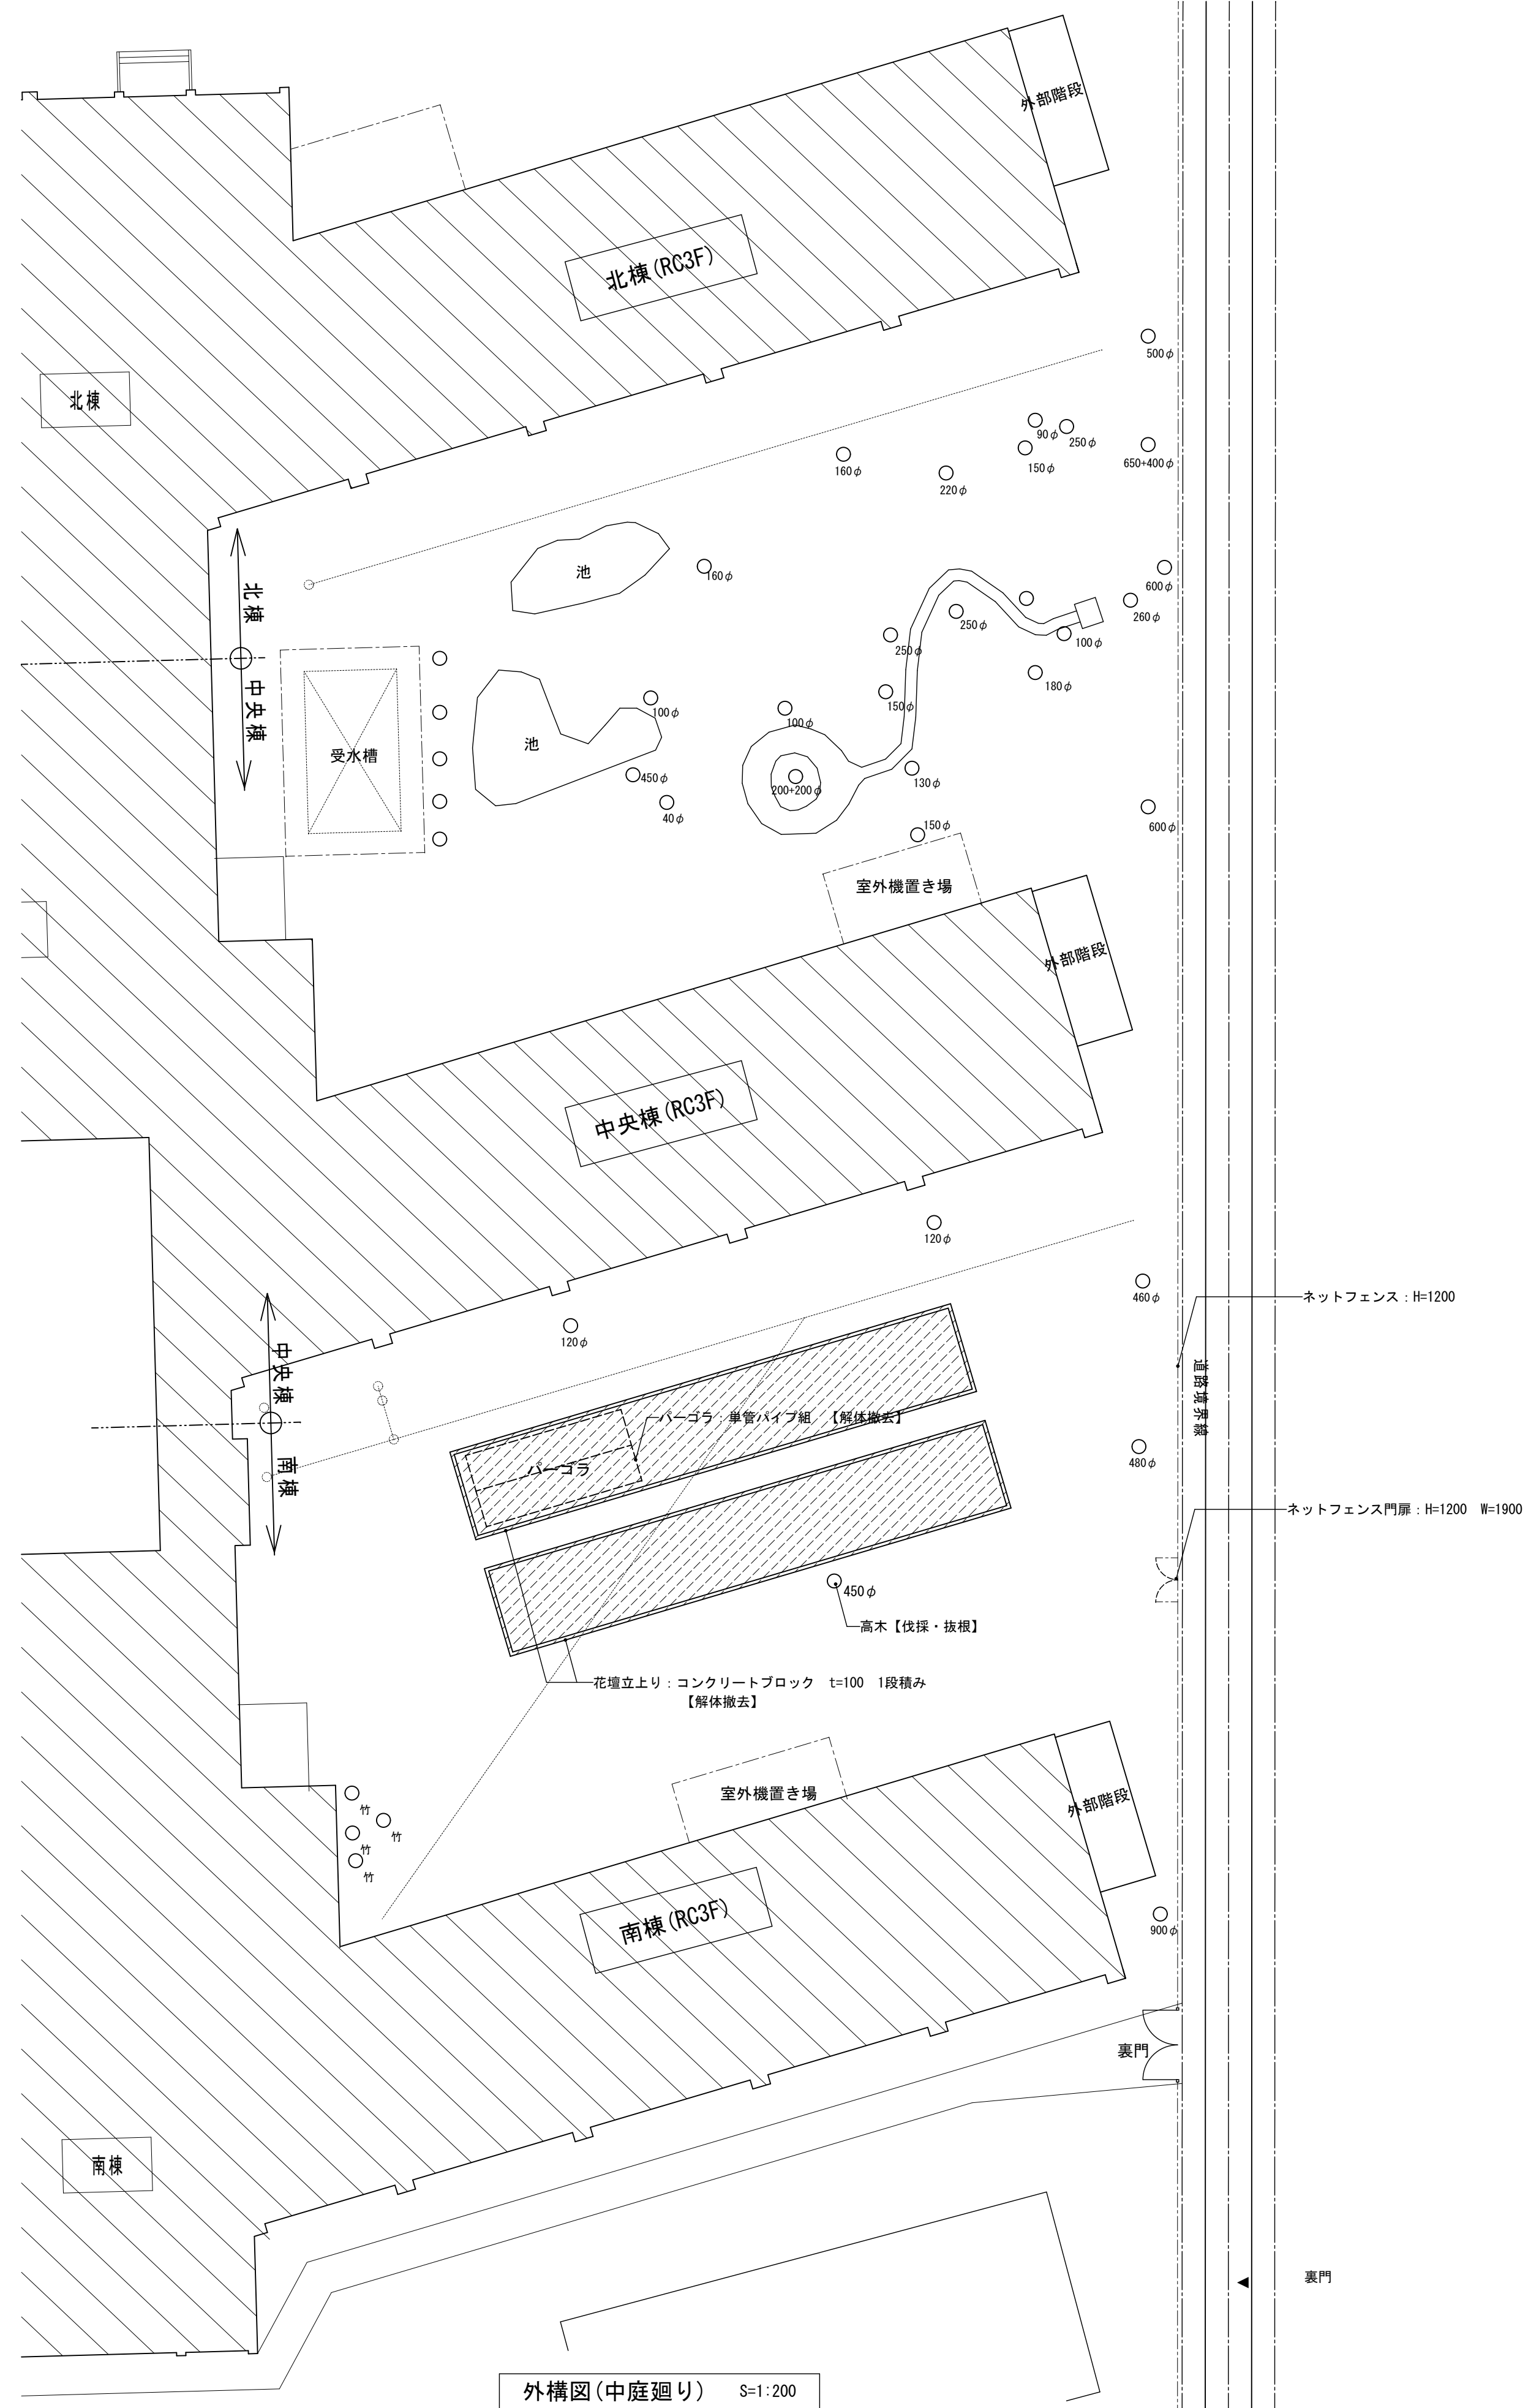 外部階段
北棟(RC3F)
北棟
500φ
90φ
250φ
160φ
150φ
650+400φ
220φ
池
160φ
600φ
北棟
250φ
260φ
250φ
100φ
180φ
中央棟
100φ
150φ
100φ
受水槽
池
450φ
200+200φ
130φ
40φ
150φ
600φ
室外機置き場
外部階段
中央棟(RC3F)
120φ
460φ
ネットフェンス：H=1200
120φ
中央棟
道路境界線
パーゴラ：単管パイプ組　【解体撤去】
480φ
パーゴラ
南棟
ネットフェンス門扉：H=1200　W=1900
450φ
高木【伐採・抜根】
花壇立上り：コンクリートブロック　t=100　1段積み
【解体撤去】
室外機置き場
外部階段
竹
竹
竹
竹
南棟(RC3F)
900φ
裏門
南棟
裏門
外構図(中庭廻り)　S=1:200